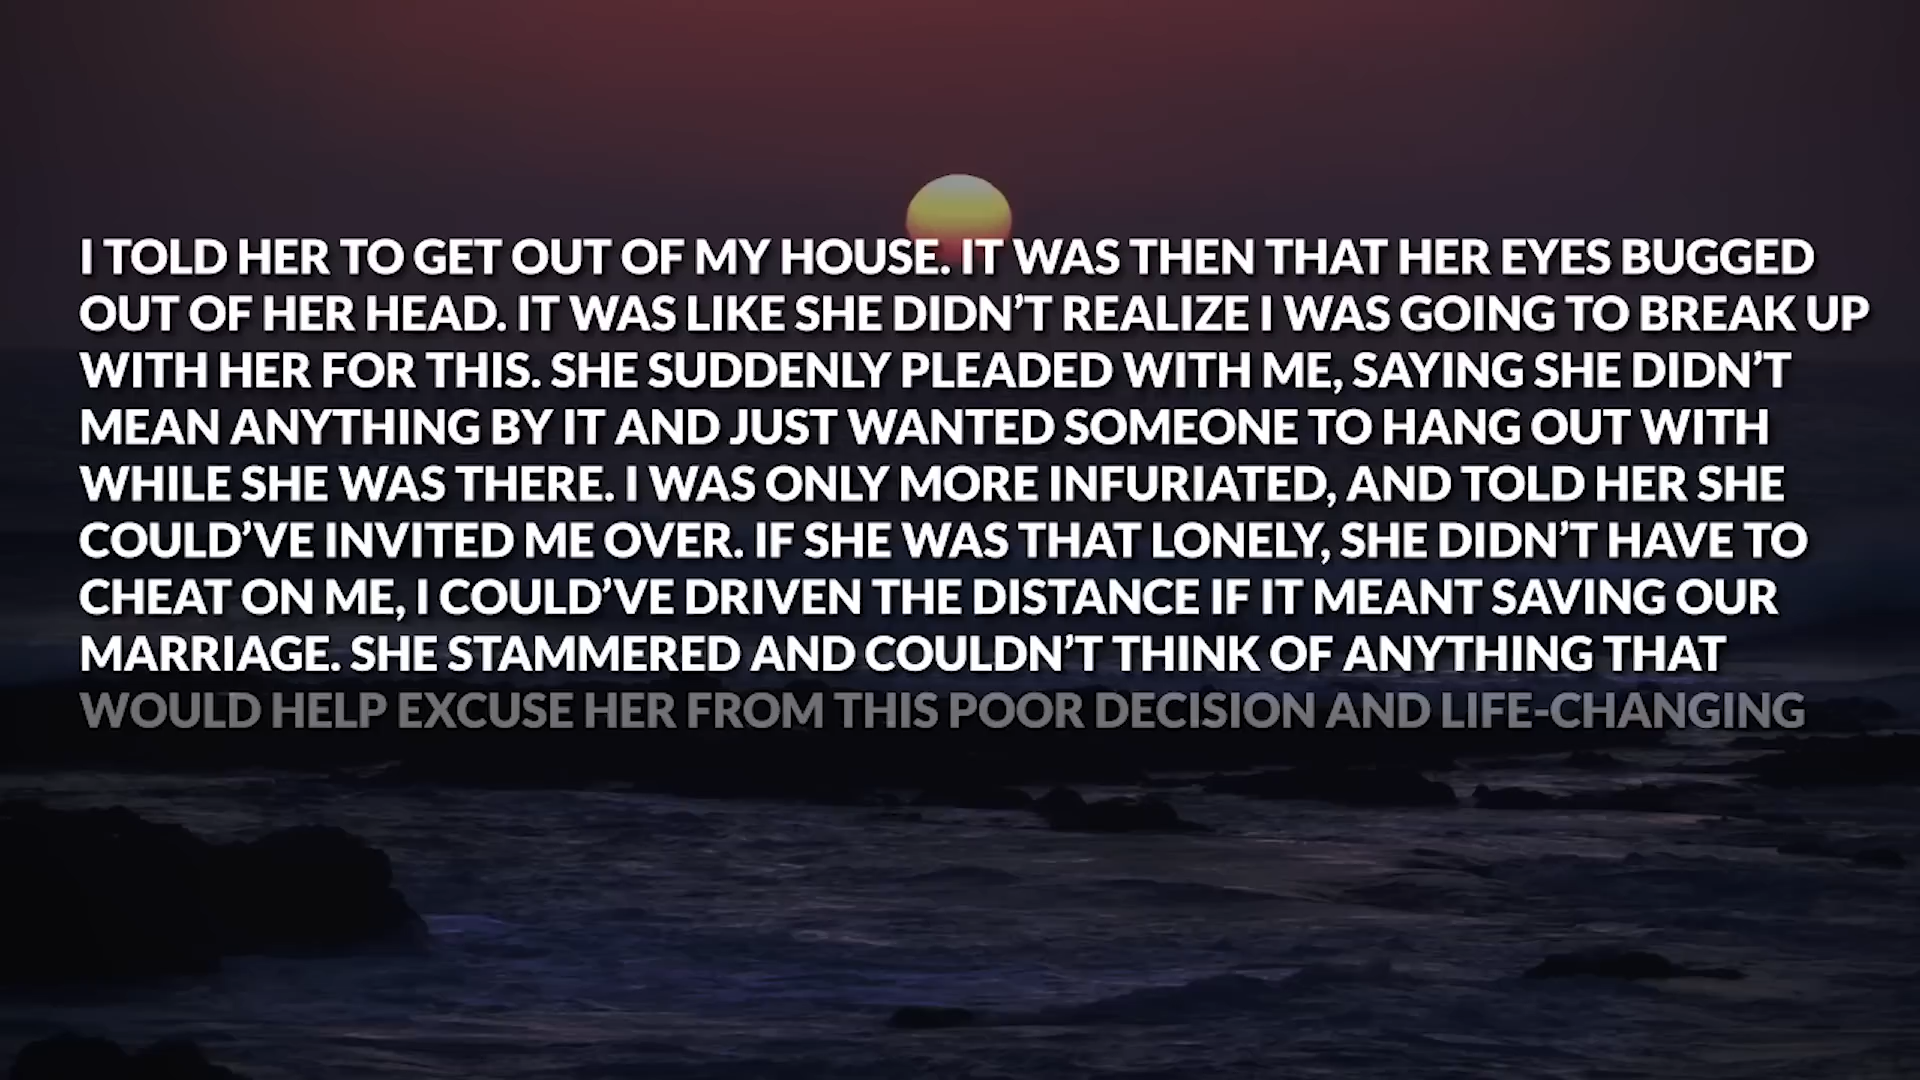 I TOLD HER TO GET OUT OF MY HOUSE. IT WAS THEN THAT HER EYES BUGGED
OUT OF HER HEAD. IT WAS LIKE SHE DIDN’T REALIZE I WAS GOING TO BREAK UP
WITH HER FOR THIS. SHE SUDDENLY PLEADED WITH ME, SAYING SHE DIDN’T
MEAN ANYTHING BY IT AND JUST WANTED SOMEONE TO HANG OUT WITH
WHILE SHE WAS THERE. I WAS ONLY MORE INFURIATED, AND TOLD HER SHE
COULD’VE INVITED ME OVER. IF SHE WAS THAT LONELY, SHE DIDN’T HAVE TO
CHEAT ON ME, I COULD’VE DRIVEN THE DISTANCE IF IT MEANT SAVING OUR
MARRIAGE. SHE STAMMERED AND COULDN’T THINK OF ANYTHING THAT
WOULD HELP EXCUSE HER FROM THIS POOR DECISION AND LIFE-CHANGING